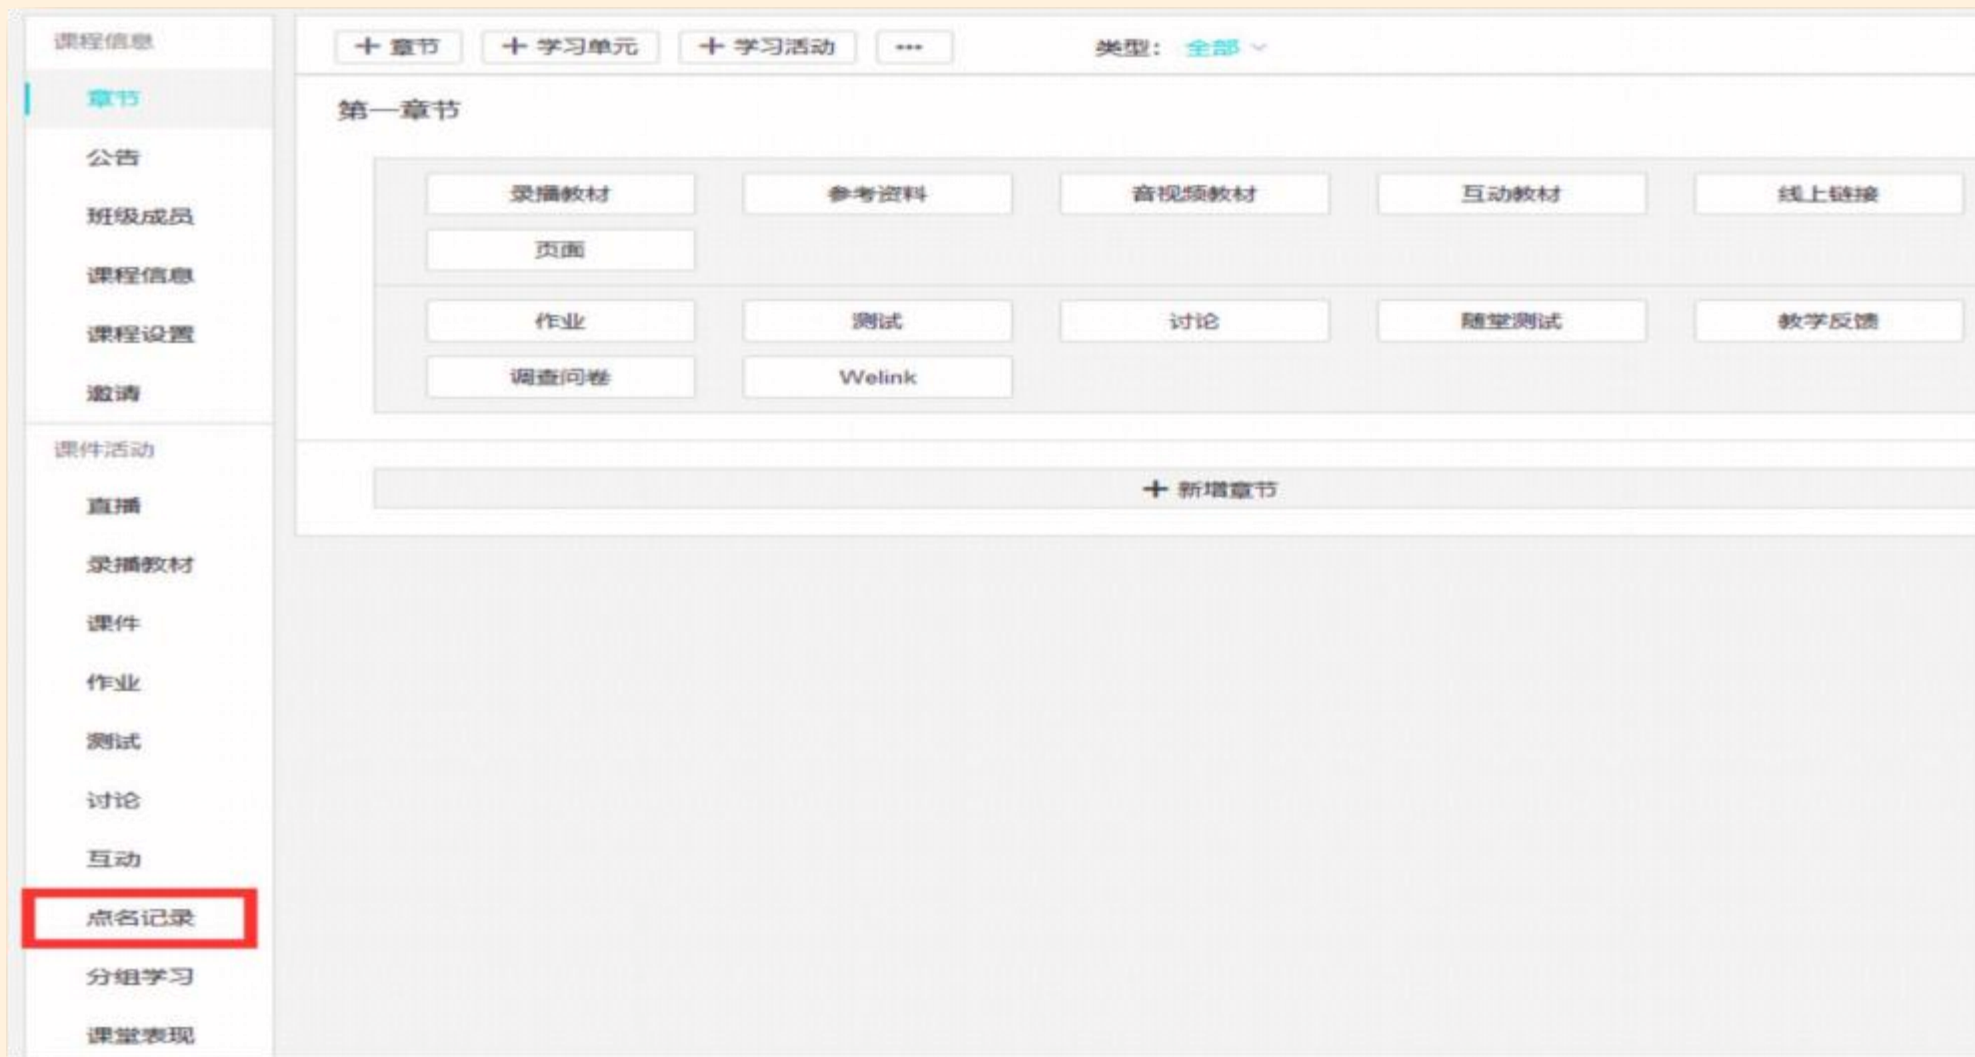 课程信息
章节
公告
班级成员
课程信息
课程设置
邀请
课件活动
直播
录播教材
课件
作业
测试
讨论
互动
点名记录
分组学习
课堂表现
+ 章节 + 学习单元 + 学习活动 ••• 类型: 全部
第一章节
录播教材 参考资料 音视频教材 互动教材 线上链接
页面
作业 测试 讨论 随堂测试 教学反馈
调查问卷 Welink
+ 新增章节